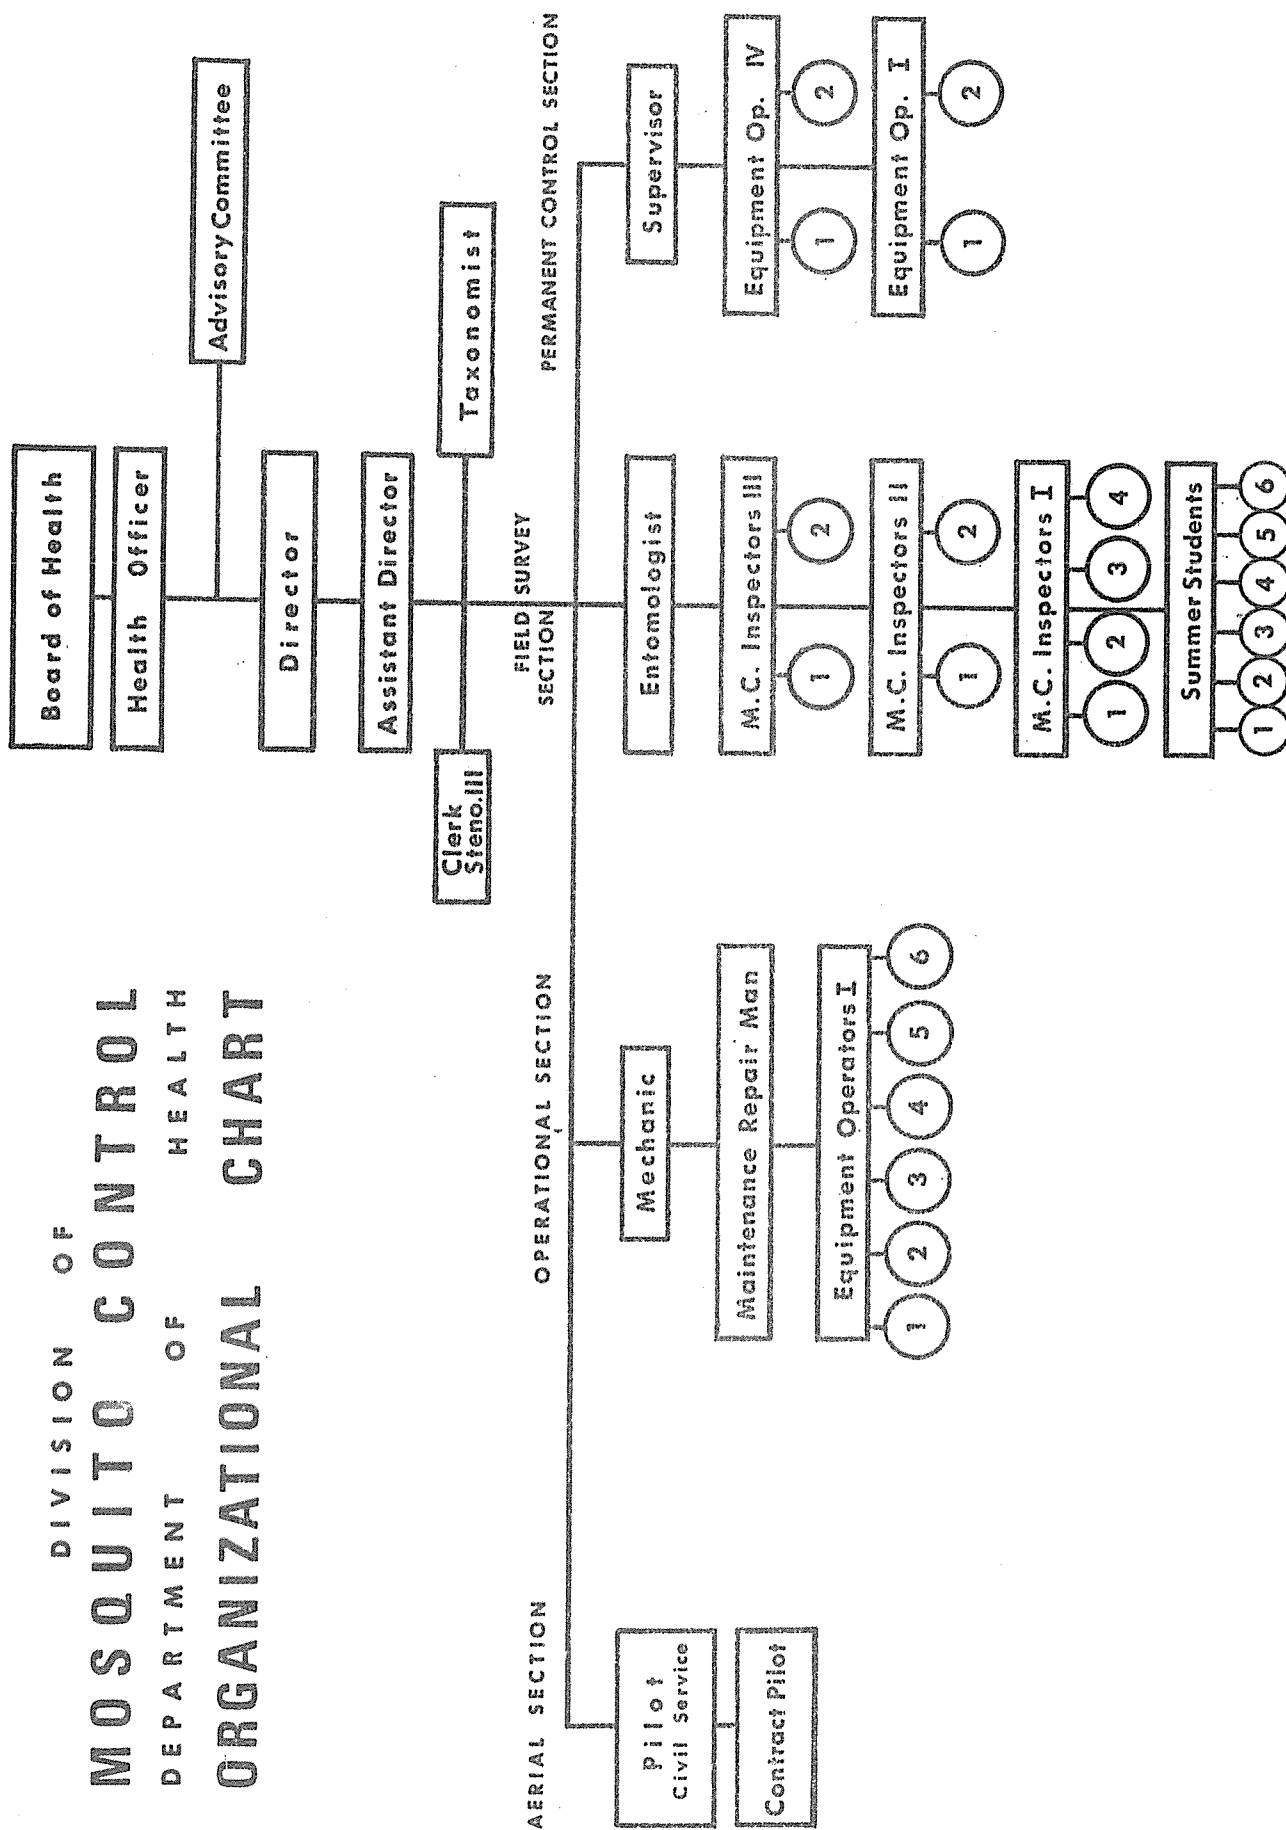 DIVISION OF
MOSQUITO CONTROL
DEPARTMENT OF HEALTH
ORGANIZATIONAL CHART
Board of Health
Health Officer
Advisory Committee
Director
Assistant Director
Clerk
Steno.III
Taxonomist
AERIAL SECTION
Pilot
Civil Service
Contract Pilot
OPERATIONAL SECTION
Mechanic
Maintenance Repair Man
Equipment Operators I
1 2 3 4 5 6
FIELD SURVEY
SECTION
Entomologist
M.C. Inspectors III
1 2
M.C. Inspectors II
1 2
M.C. Inspectors I
1 2 3 4
Summer Students
1 2 3 4 5 6
PERMANENT CONTROL SECTION
Supervisor
Equipment Op. IV
1 2
Equipment Op. I
1 2